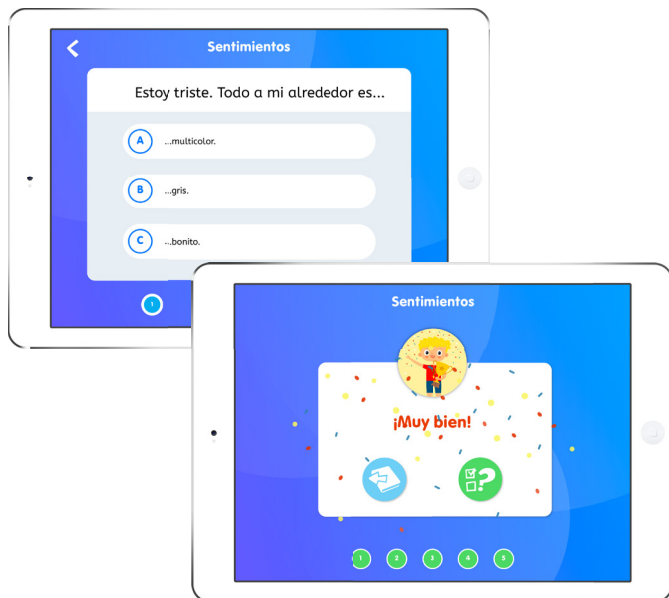 Sentimientos
Estoy triste. Todo a mi alrededor es...
A ...multicolor.
B ...gris.
C ...bonito.
1
Sentimientos
¡Muy bien!
?
1 2 3 4 5